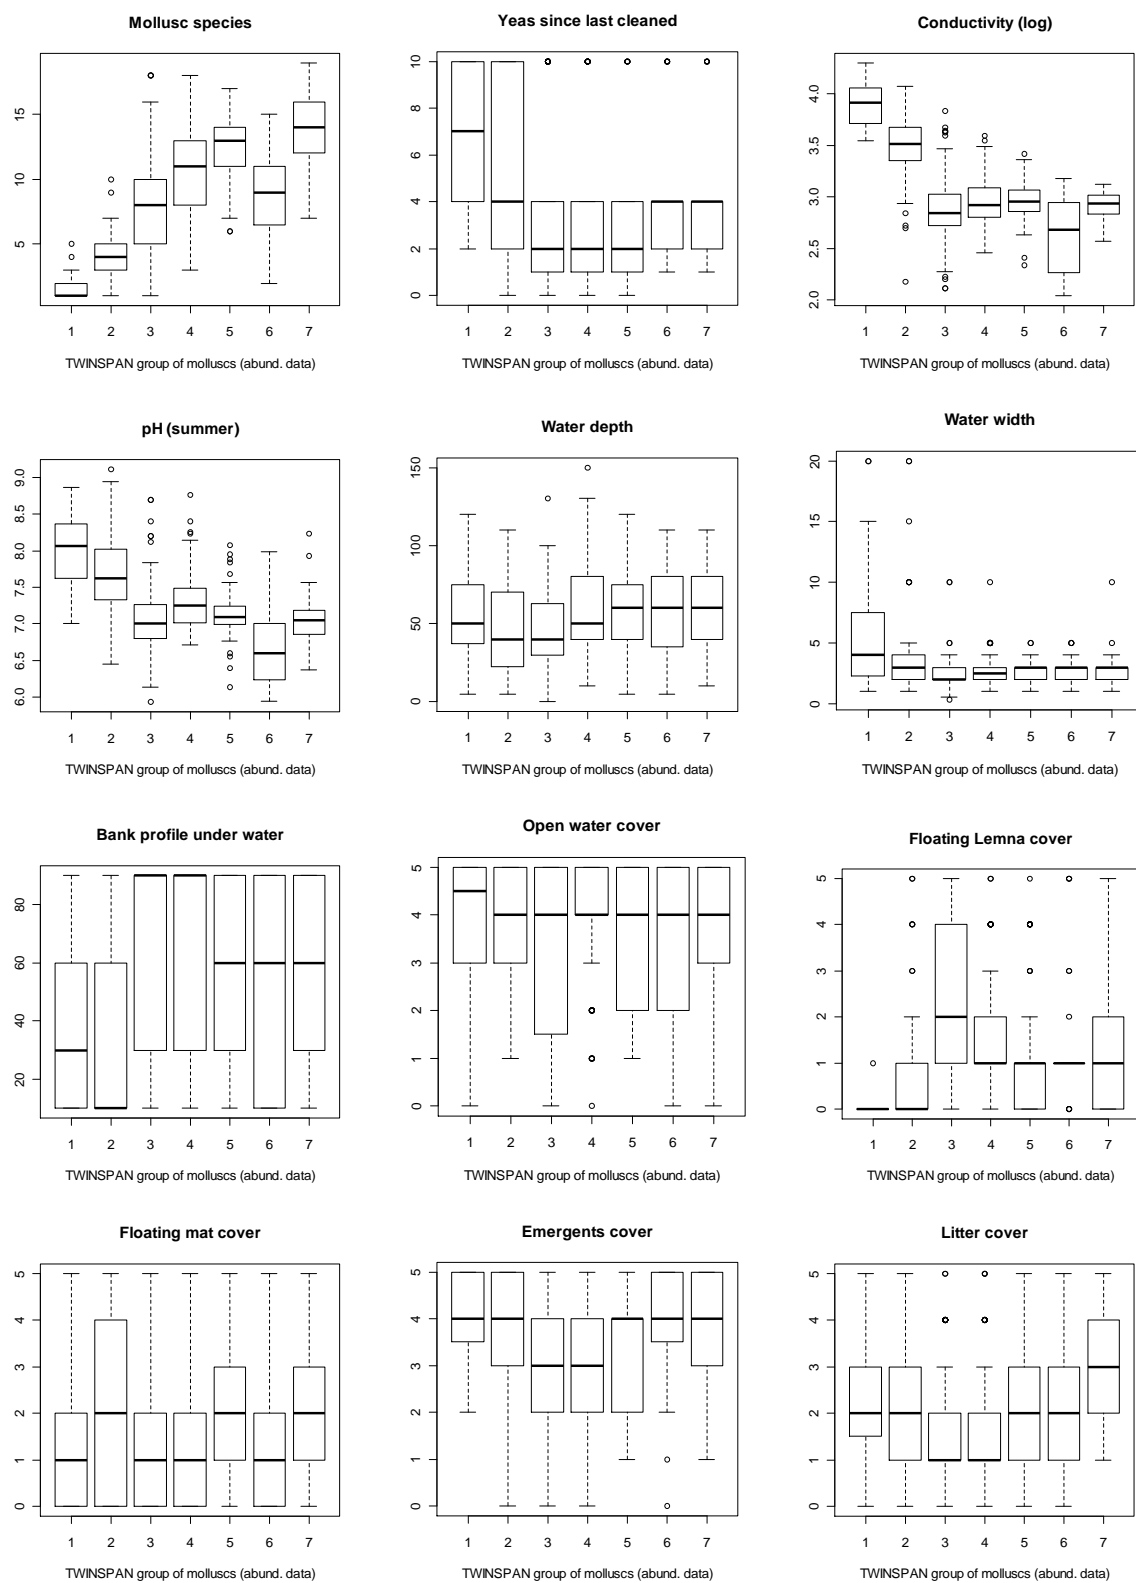 Mollusc species
5 10 15
1 2 3 4 5 6 7
TWINSPAN group of molluscs (abund. data)
Yeas since last cleaned
0 2 4 6 8 10
1 2 3 4 5 6 7
TWINSPAN group of molluscs (abund. data)
Conductivity (log)
2.0 2.5 3.0 3.5 4.0
1 2 3 4 5 6 7
TWINSPAN group of molluscs (abund. data)
pH (summer)
6.0 6.5 7.0 7.5 8.0 8.5 9.0
1 2 3 4 5 6 7
TWINSPAN group of molluscs (abund. data)
Water depth
0 50 100 150
1 2 3 4 5 6 7
TWINSPAN group of molluscs (abund. data)
Water width
0 5 10 15 20
1 2 3 4 5 6 7
TWINSPAN group of molluscs (abund. data)
Bank profile under water
20 40 60 80
1 2 3 4 5 6 7
TWINSPAN group of molluscs (abund. data)
Open water cover
0 1 2 3 4 5
1 2 3 4 5 6 7
TWINSPAN group of molluscs (abund. data)
Floating Lemna cover
0 1 2 3 4 5
1 2 3 4 5 6 7
TWINSPAN group of molluscs (abund. data)
Floating mat cover
0 1 2 3 4 5
1 2 3 4 5 6 7
TWINSPAN group of molluscs (abund. data)
Emergents cover
0 1 2 3 4 5
1 2 3 4 5 6 7
TWINSPAN group of molluscs (abund. data)
Litter cover
0 1 2 3 4 5
1 2 3 4 5 6 7
TWINSPAN group of molluscs (abund. data)